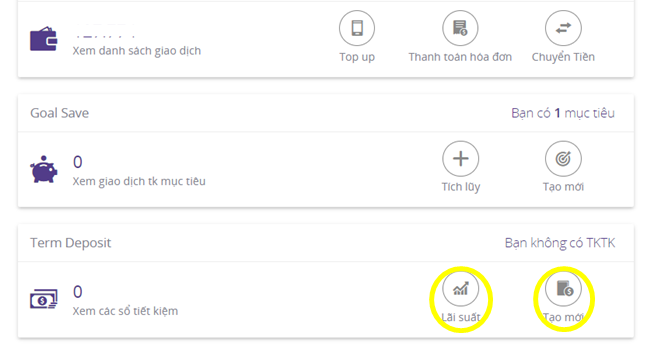 Xem danh sách giao dịch
Top up
Thanh toán hóa đơn
Chuyển Tiền
Goal Save
Bạn có 1 mục tiêu
0
Xem giao dịch tk mục tiêu
Tích lũy
Tạo mới
Term Deposit
Bạn không có TKTK
0
Xem các sổ tiết kiệm
Lãi suất
Tạo mới